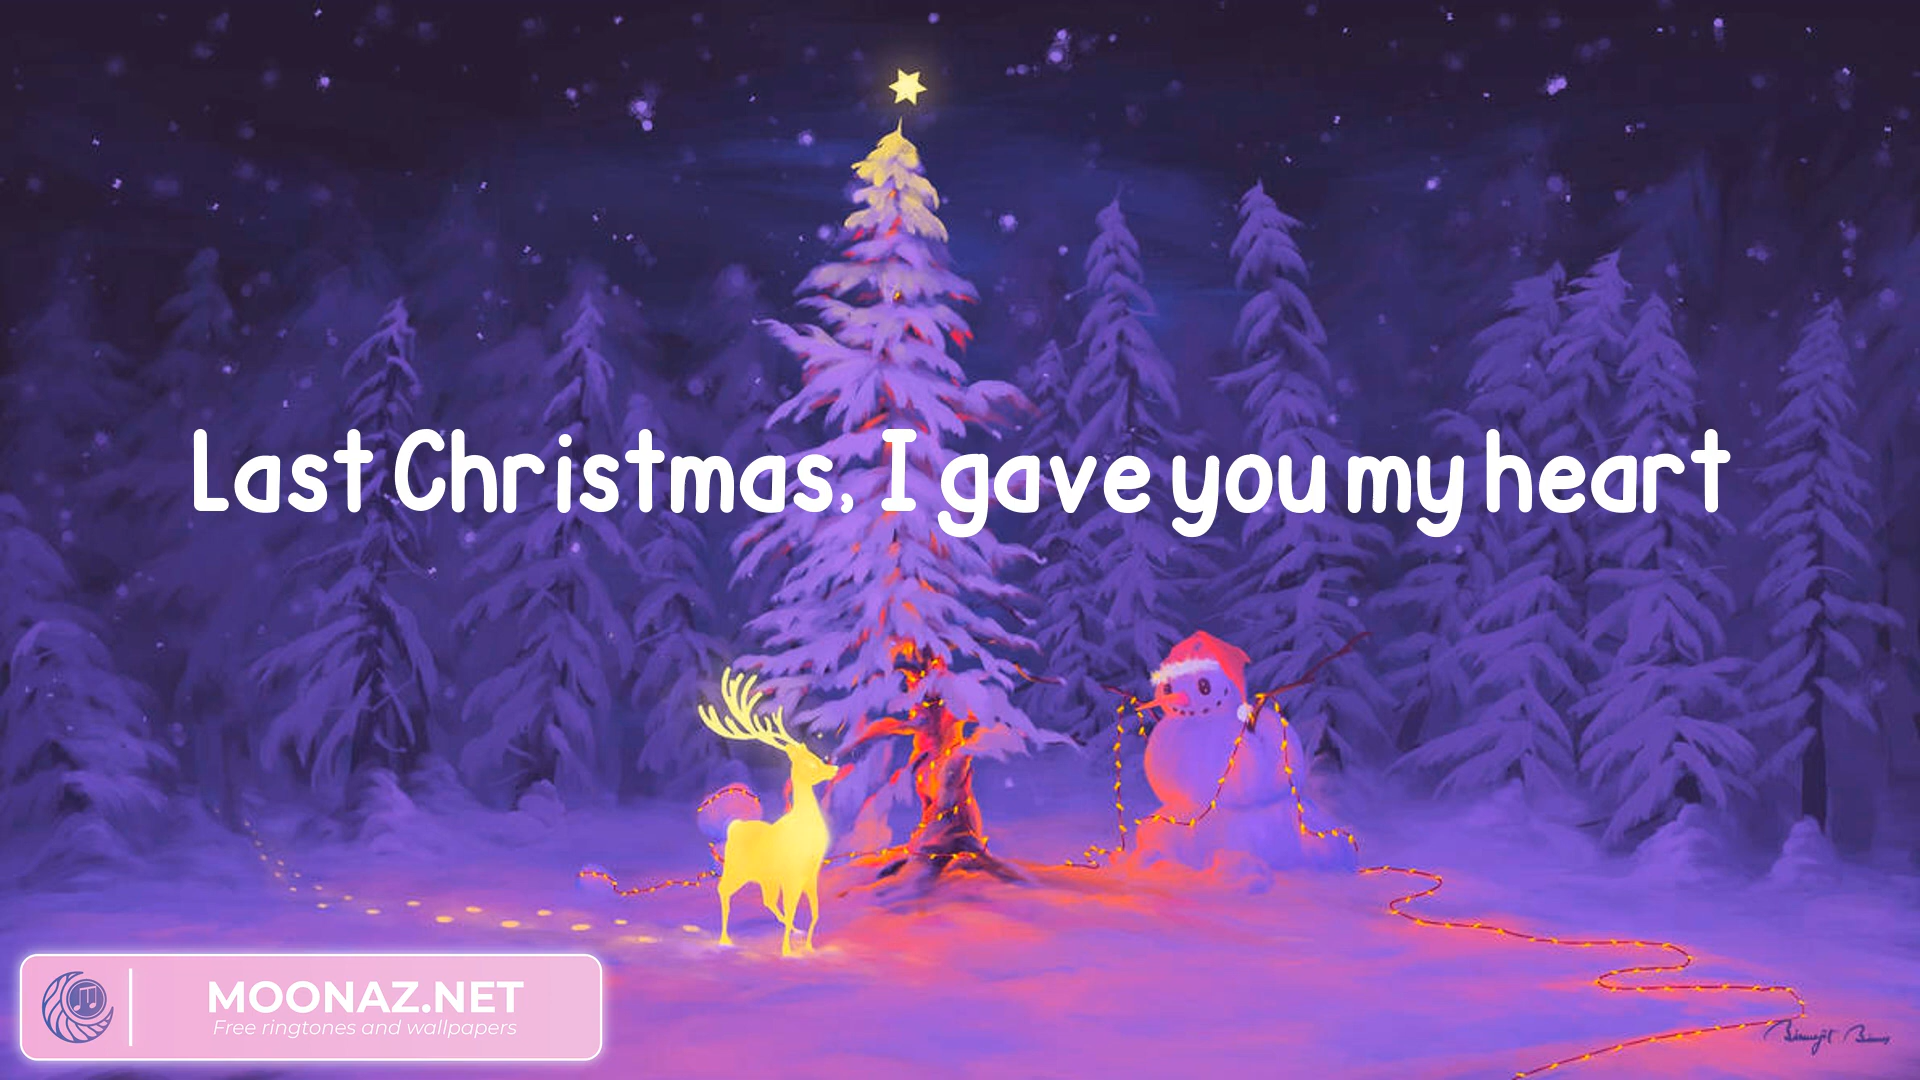 Last Christmas, I gave you my heart
MOONAZ.NET
Free ringtones and wallpapers